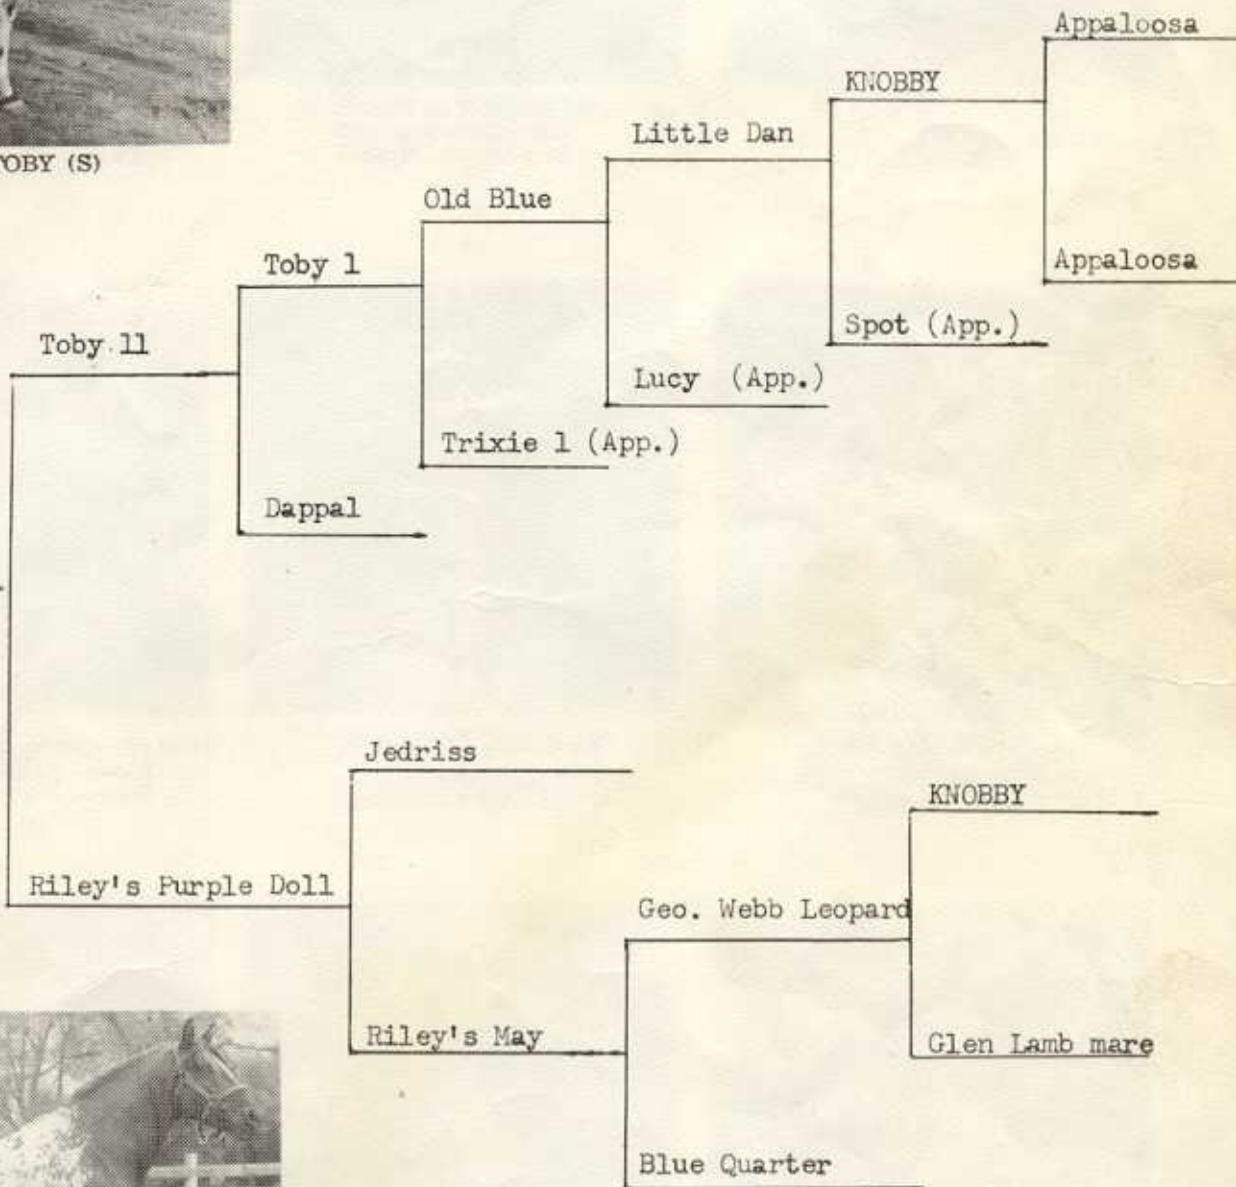 Appaloosa
KNOBBY
Little Dan
TOBY (S)
Old Blue
Toby 1
Appaloosa
Spot (App.)
Toby 11
Lucy (App.)
Trixie 1 (App.)
Dappal
Jedriss
KNOBBY
Riley's Purple Doll
Geo. Webb Leopard
Riley's May
Glen Lamb mare
Blue Quarter